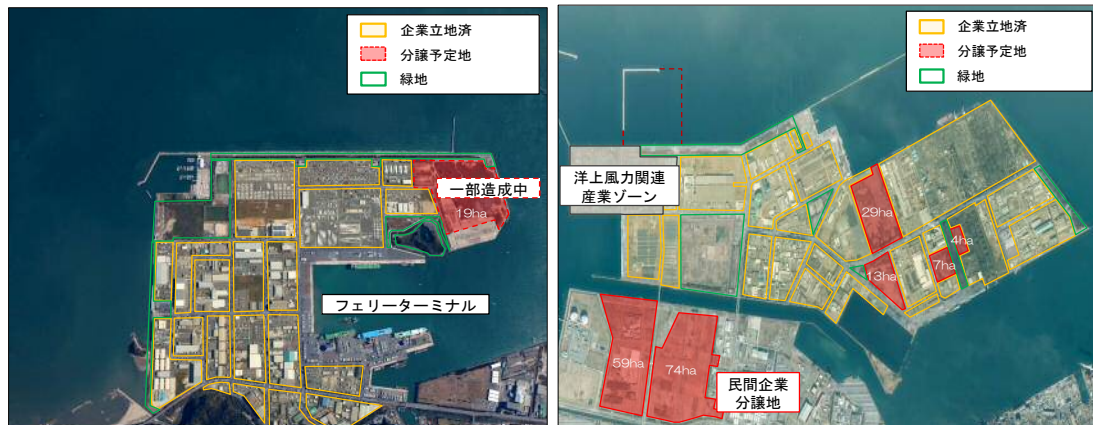 企業立地済
分譲予定地
緑地
一部造成中
19ha
フェリーターミナル
企業立地済
分譲予定地
緑地
洋上風力関連
産業ゾーン
29ha
4ha
7ha
13ha
59ha
74ha
民間企業
分譲地